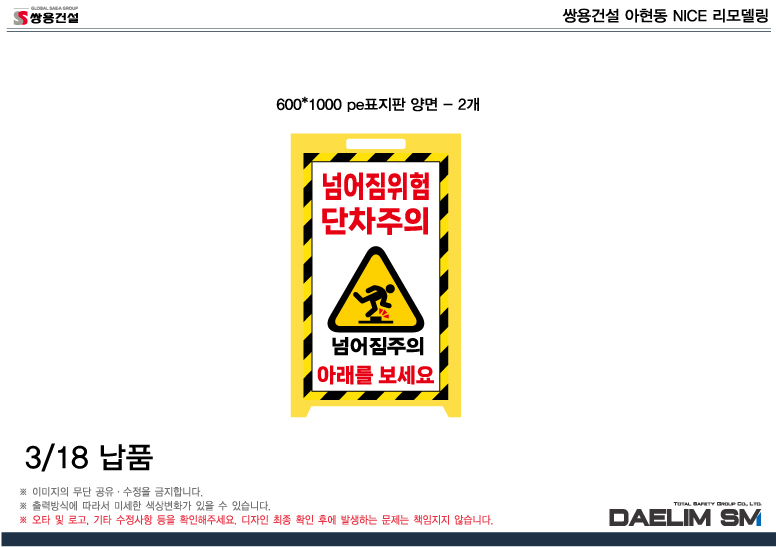 GLOBAL SAE-A GROUP
쌍용건설
쌍용건설 아현동 NICE 리모델링
600*1000 pe표지판 양면 - 2개
넘어짐위험
단차주의
넘어짐주의
아래를 보세요
3/18 납품
※ 이미지의 무단 공유 · 수정을 금지합니다.
※ 출력방식에 따라서 미세한 색상변화가 있을 수 있습니다.
※ 오타 및 로고, 기타 수정사항 등을 확인해주세요. 디자인 최종 확인 후에 발생하는 문제는 책임지지 않습니다.
TOTAL SAFETY GROUP CO., LTD.
DAELIM SM